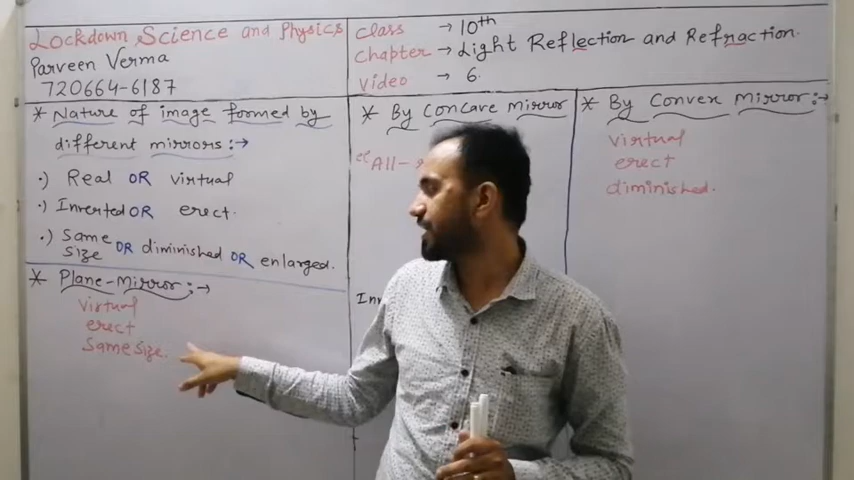 Lockdown Science and Physics
Parveen Verma
720664-6187
Class → 10th
Chapter → Light Reflection and Refraction.
Video → 6.
* Nature of image formed by
different mirrors :→
.) Real OR virtual
.) Inverted OR erect.
.) Same size OR diminished OR enlarged.
* Plane-Mirror :→
virtual
erect
Same size.
* By Concave mirror
All-
In
* By Convex Mirror :→
virtual
erect
diminished.